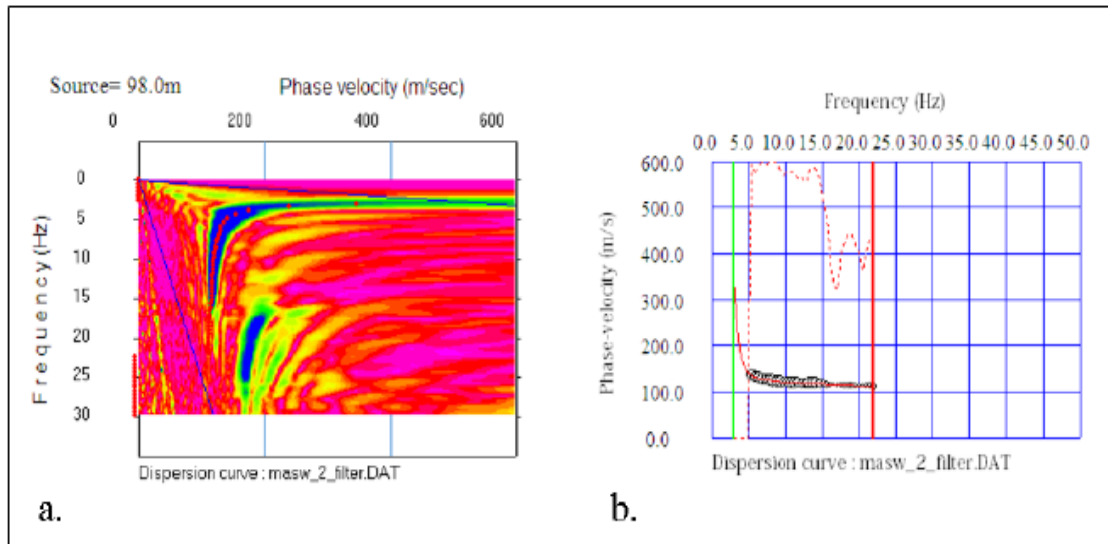 Source= 98.0m
Phase velocity (m/sec)
0 200 400 600
Frequency (Hz)
0
5
10
15
20
25
30
Dispersion curve : masw_2_filter.DAT
a.
Frequency (Hz)
0.0 5.0 10.0 15.0 20.0 25.0 30.0 35.0 40.0 45.0 50.0
Phase-velocity (m/s)
600.0
500.0
400.0
300.0
200.0
100.0
0.0
Dispersion curve : masw_2_filter.DAT
b.